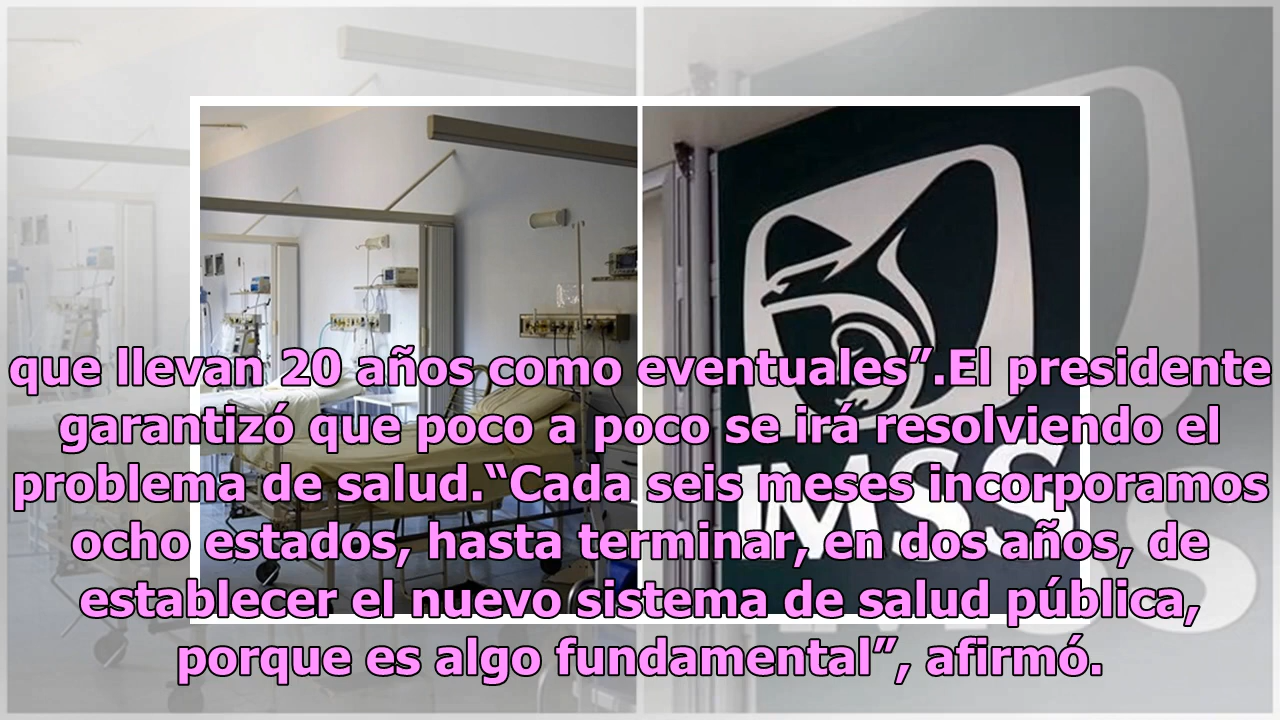 que llevan 20 años como eventuales”.El presidente
garantizó que poco a poco se irá resolviendo el
problema de salud.“Cada seis meses incorporamos
ocho estados, hasta terminar, en dos años, de
establecer el nuevo sistema de salud pública,
porque es algo fundamental”, afirmó.
IMSS